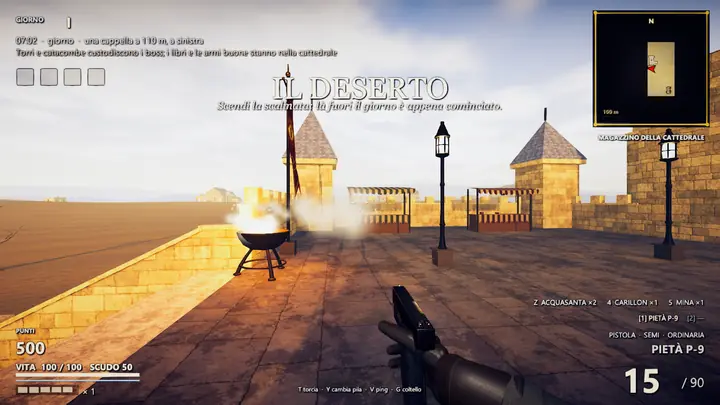 GIORNO
07:02 · giorno · una cappella a 110 m, a sinistra
Torri e catacombe custodiscono i boss; i libri e le armi buone stanno nella cattedrale
N
199 m
MAGAZZINO DELLA CATTEDRALE
IL DESERTO
Scendi la scalinata: là fuori il giorno è appena cominciato.
Z ACQUASANTA ×2 4 CARILLON ×1 5 MINA ×1
[1] PIETÀ P-9 [2] —
PISTOLA · SEMI · ORDINARIA
PIETÀ P-9
15 / 90
PUNTI
500
VITA 100 / 100 SCUDO 50
× 1
T torcia · Y cambia pila · V ping · G coltello